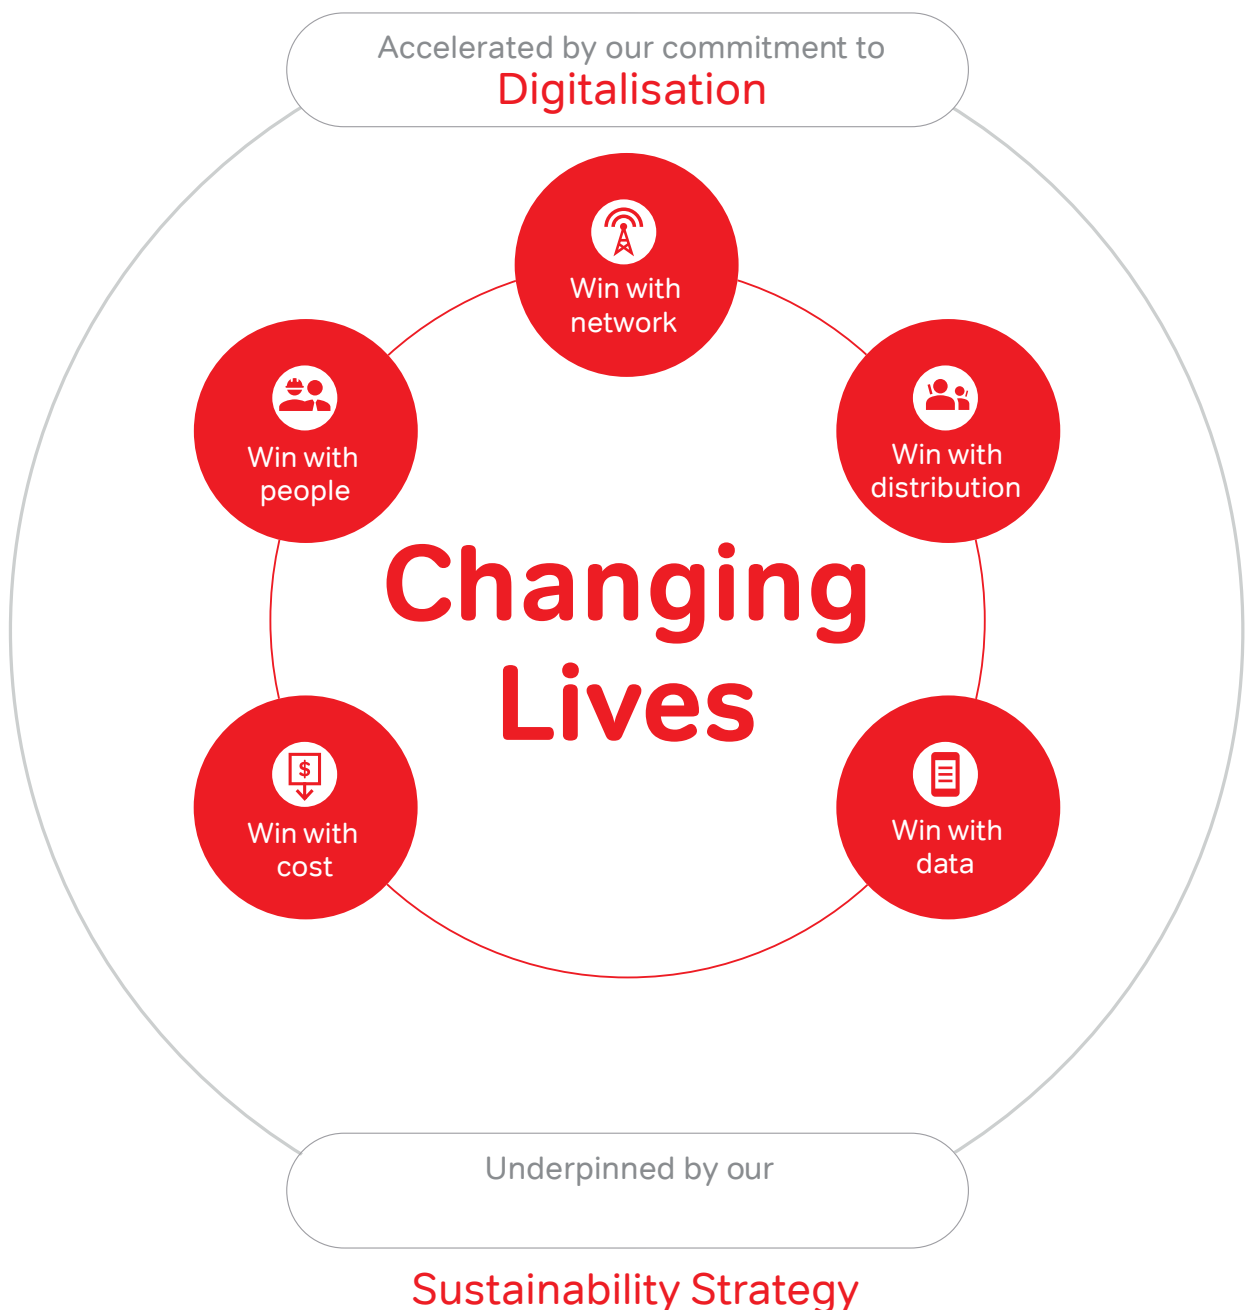 Accelerated by our commitment to
Digitalisation
Win with
network
Win with
people
Win with
distribution
Changing
Lives
$
Win with
cost
Win with
data
Underpinned by our
Sustainability Strategy